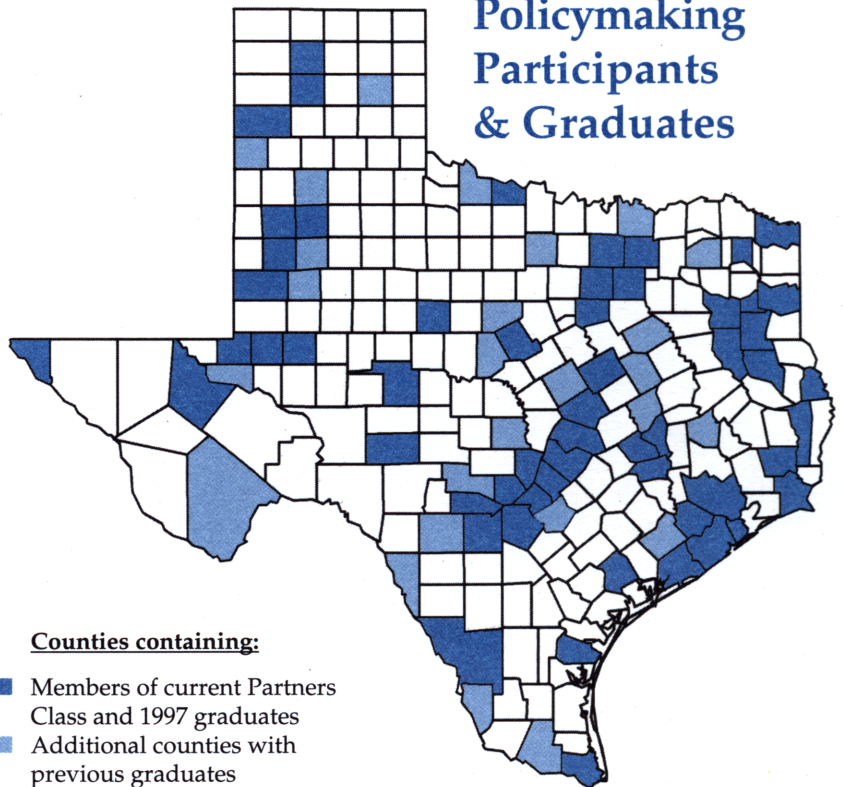 Policymaking
Participants
& Graduates
Counties containing:
Members of current Partners
Class and 1997 graduates
Additional counties with
previous graduates